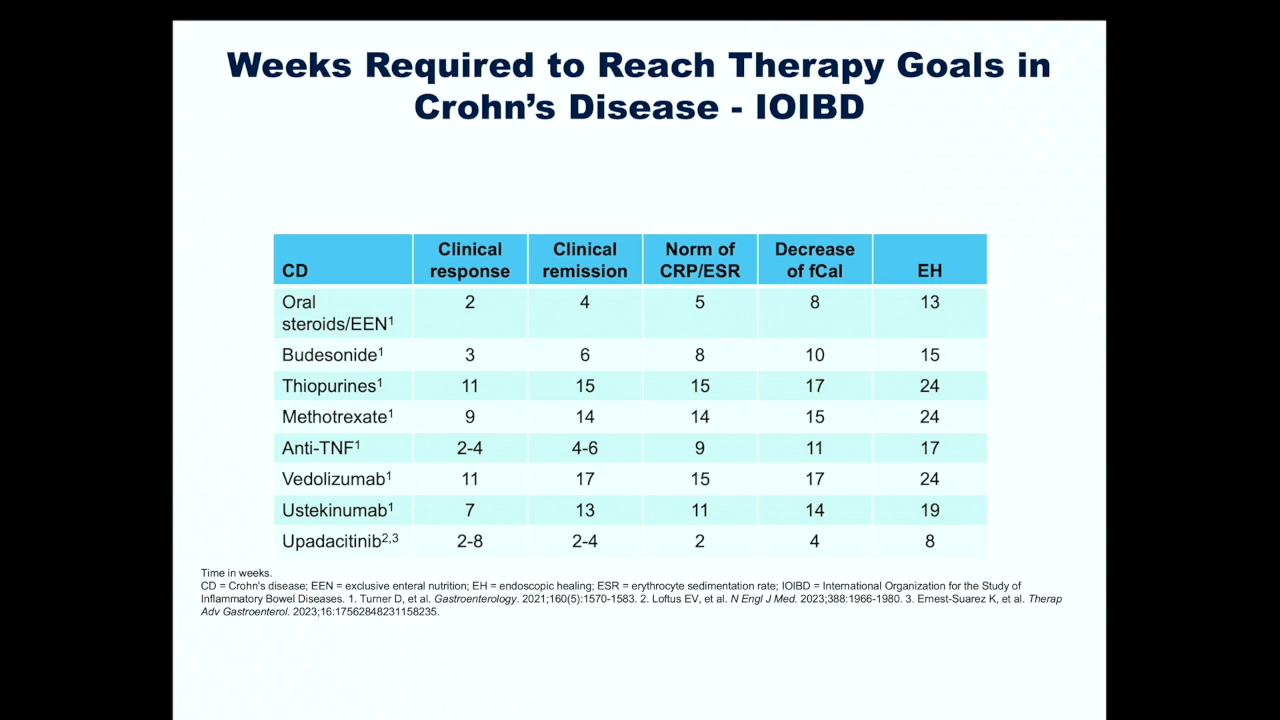 Weeks Required to Reach Therapy Goals in
Crohn's Disease - IOIBD
CD Clinical response Clinical remission Norm of CRP/ESR Decrease of fCal EH
Oral steroids/EEN¹ 2 4 5 8 13
Budesonide¹ 3 6 8 10 15
Thiopurines¹ 11 15 15 17 24
Methotrexate¹ 9 14 14 15 24
Anti-TNF¹ 2-4 4-6 9 11 17
Vedolizumab¹ 11 17 15 17 24
Ustekinumab¹ 7 13 11 14 19
Upadacitinib²,³ 2-8 2-4 2 4 8
Time in weeks.
CD = Crohn's disease; EEN = exclusive enteral nutrition; EH = endoscopic healing; ESR = erythrocyte sedimentation rate; IOIBD = International Organization for the Study of
Inflammatory Bowel Diseases. 1. Turner D, et al. Gastroenterology. 2021;160(5):1570-1583. 2. Loftus EV, et al. N Engl J Med. 2023;388:1966-1980. 3. Ernest-Suarez K, et al. Therap
Adv Gastroenterol. 2023;16:17562848231158235.